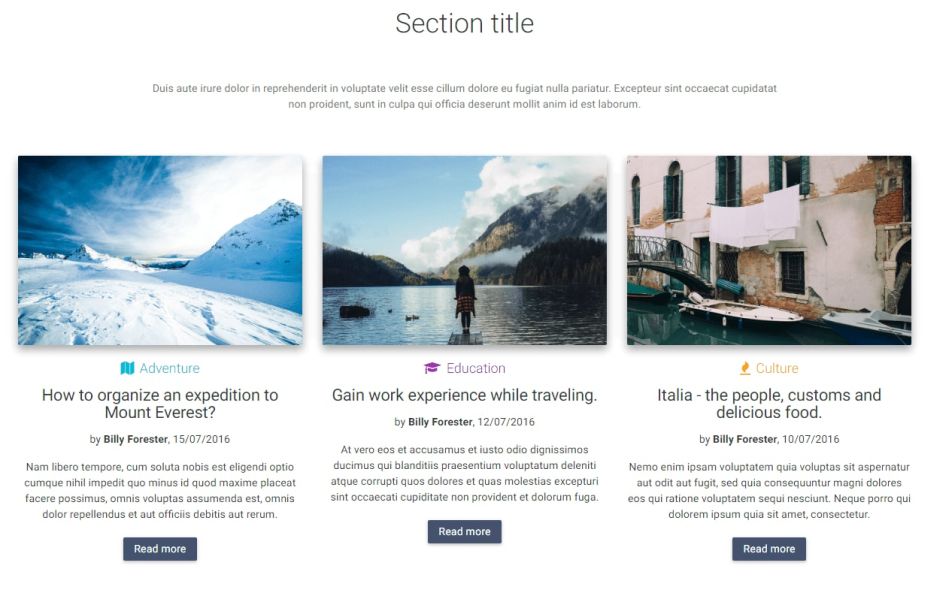 Section title
Duis aute irure dolor in reprehenderit in voluptate velit esse cillum dolore eu fugiat nulla pariatur. Excepteur sint occaecat cupidatat
non proident, sunt in culpa qui officia deserunt mollit anim id est laborum.
Adventure
How to organize an expedition to
Mount Everest?
by Billy Forester, 15/07/2016
Nam libero tempore, cum soluta nobis est eligendi optio
cumque nihil impedit quo minus id quod maxime placeat
facere possimus, omnis voluptas assumenda est, omnis
dolor repellendus et aut officiis debitis aut rerum.
Read more
Education
Gain work experience while traveling.
by Billy Forester, 12/07/2016
At vero eos et accusamus et iusto odio dignissimos
ducimus qui blanditiis praesentium voluptatum deleniti
atque corrupti quos dolores et quas molestias excepturi
sint occaecati cupiditate non provident et dolorum fuga.
Read more
Culture
Italia - the people, customs and
delicious food.
by Billy Forester, 10/07/2016
Nemo enim ipsam voluptatem quia voluptas sit aspernatur
aut odit aut fugit, sed quia consequuntur magni dolores
eos qui ratione voluptatem sequi nesciunt. Neque porro qui
dolorem ipsum quia sit amet, consectetur.
Read more